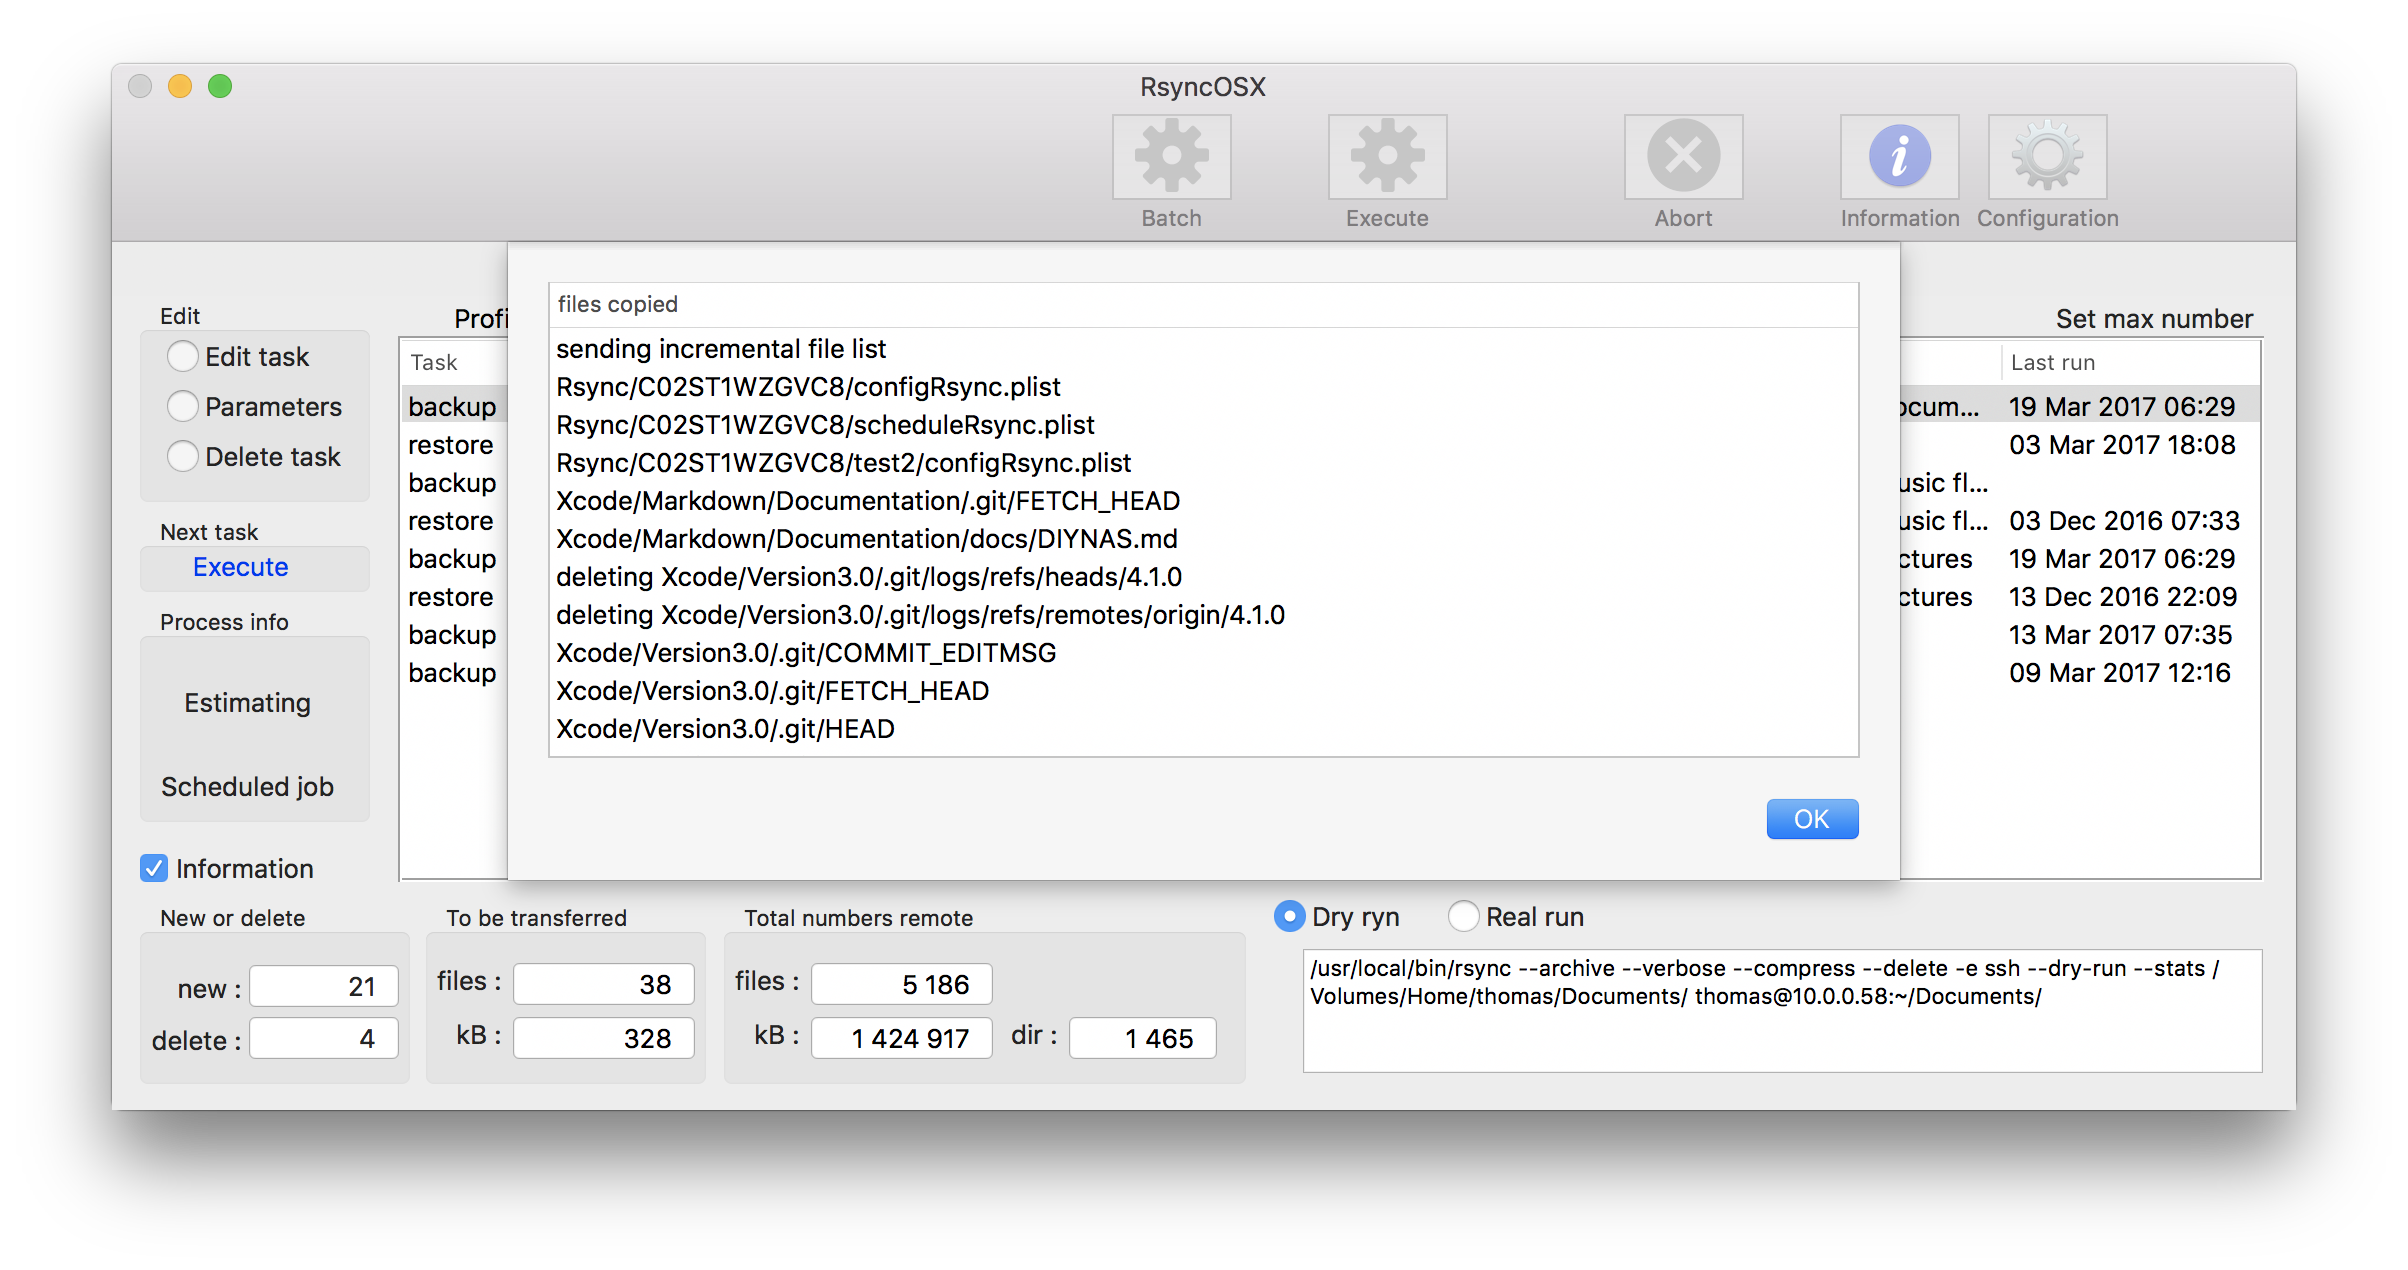 RsyncOSX
Batch
Execute
Abort
Information
Configuration
Edit
Edit task
Parameters
Delete task
Next task
Execute
Process info
Estimating
Scheduled job
Information
Set max number
Task
Last run
backup
19 Mar 2017 06:29
restore
03 Mar 2017 18:08
backup
restore
03 Dec 2016 07:33
backup
19 Mar 2017 06:29
restore
13 Dec 2016 22:09
backup
13 Mar 2017 07:35
backup
09 Mar 2017 12:16
files copied
sending incremental file list
Rsync/C02ST1WZGVC8/configRsync.plist
Rsync/C02ST1WZGVC8/scheduleRsync.plist
Rsync/C02ST1WZGVC8/test2/configRsync.plist
Xcode/Markdown/Documentation/.git/FETCH_HEAD
Xcode/Markdown/Documentation/docs/DIYNAS.md
deleting Xcode/Version3.0/.git/logs/refs/heads/4.1.0
deleting Xcode/Version3.0/.git/logs/refs/remotes/origin/4.1.0
Xcode/Version3.0/.git/COMMIT_EDITMSG
Xcode/Version3.0/.git/FETCH_HEAD
Xcode/Version3.0/.git/HEAD
OK
New or delete
new : 21
delete : 4
To be transferred
files : 38
kB : 328
Total numbers remote
files : 5 186
kB : 1 424 917 dir : 1 465
Dry ryn
Real run
/usr/local/bin/rsync --archive --verbose --compress --delete -e ssh --dry-run --stats /
Volumes/Home/thomas/Documents/ thomas@10.0.0.58:~/Documents/